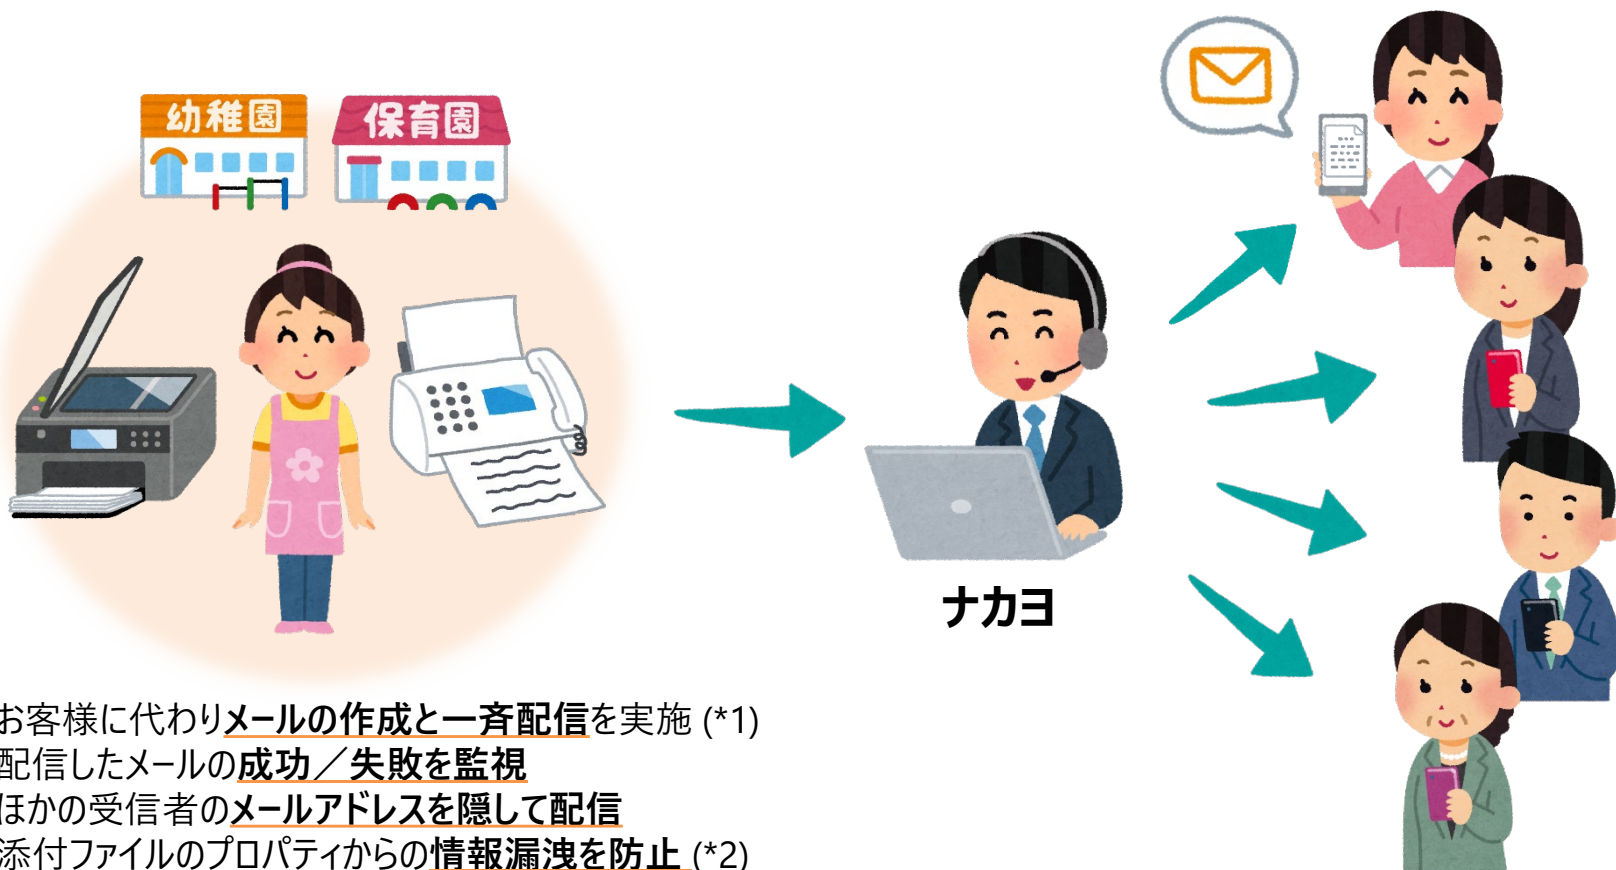 幼稚園
保育園
ナカヨ
お客様に代わりメールの作成と一斉配信を実施 (*1)
配信したメールの成功／失敗を監視
ほかの受信者のメールアドレスを隠して配信
添付ファイルのプロパティからの情報漏洩を防止 (*2)